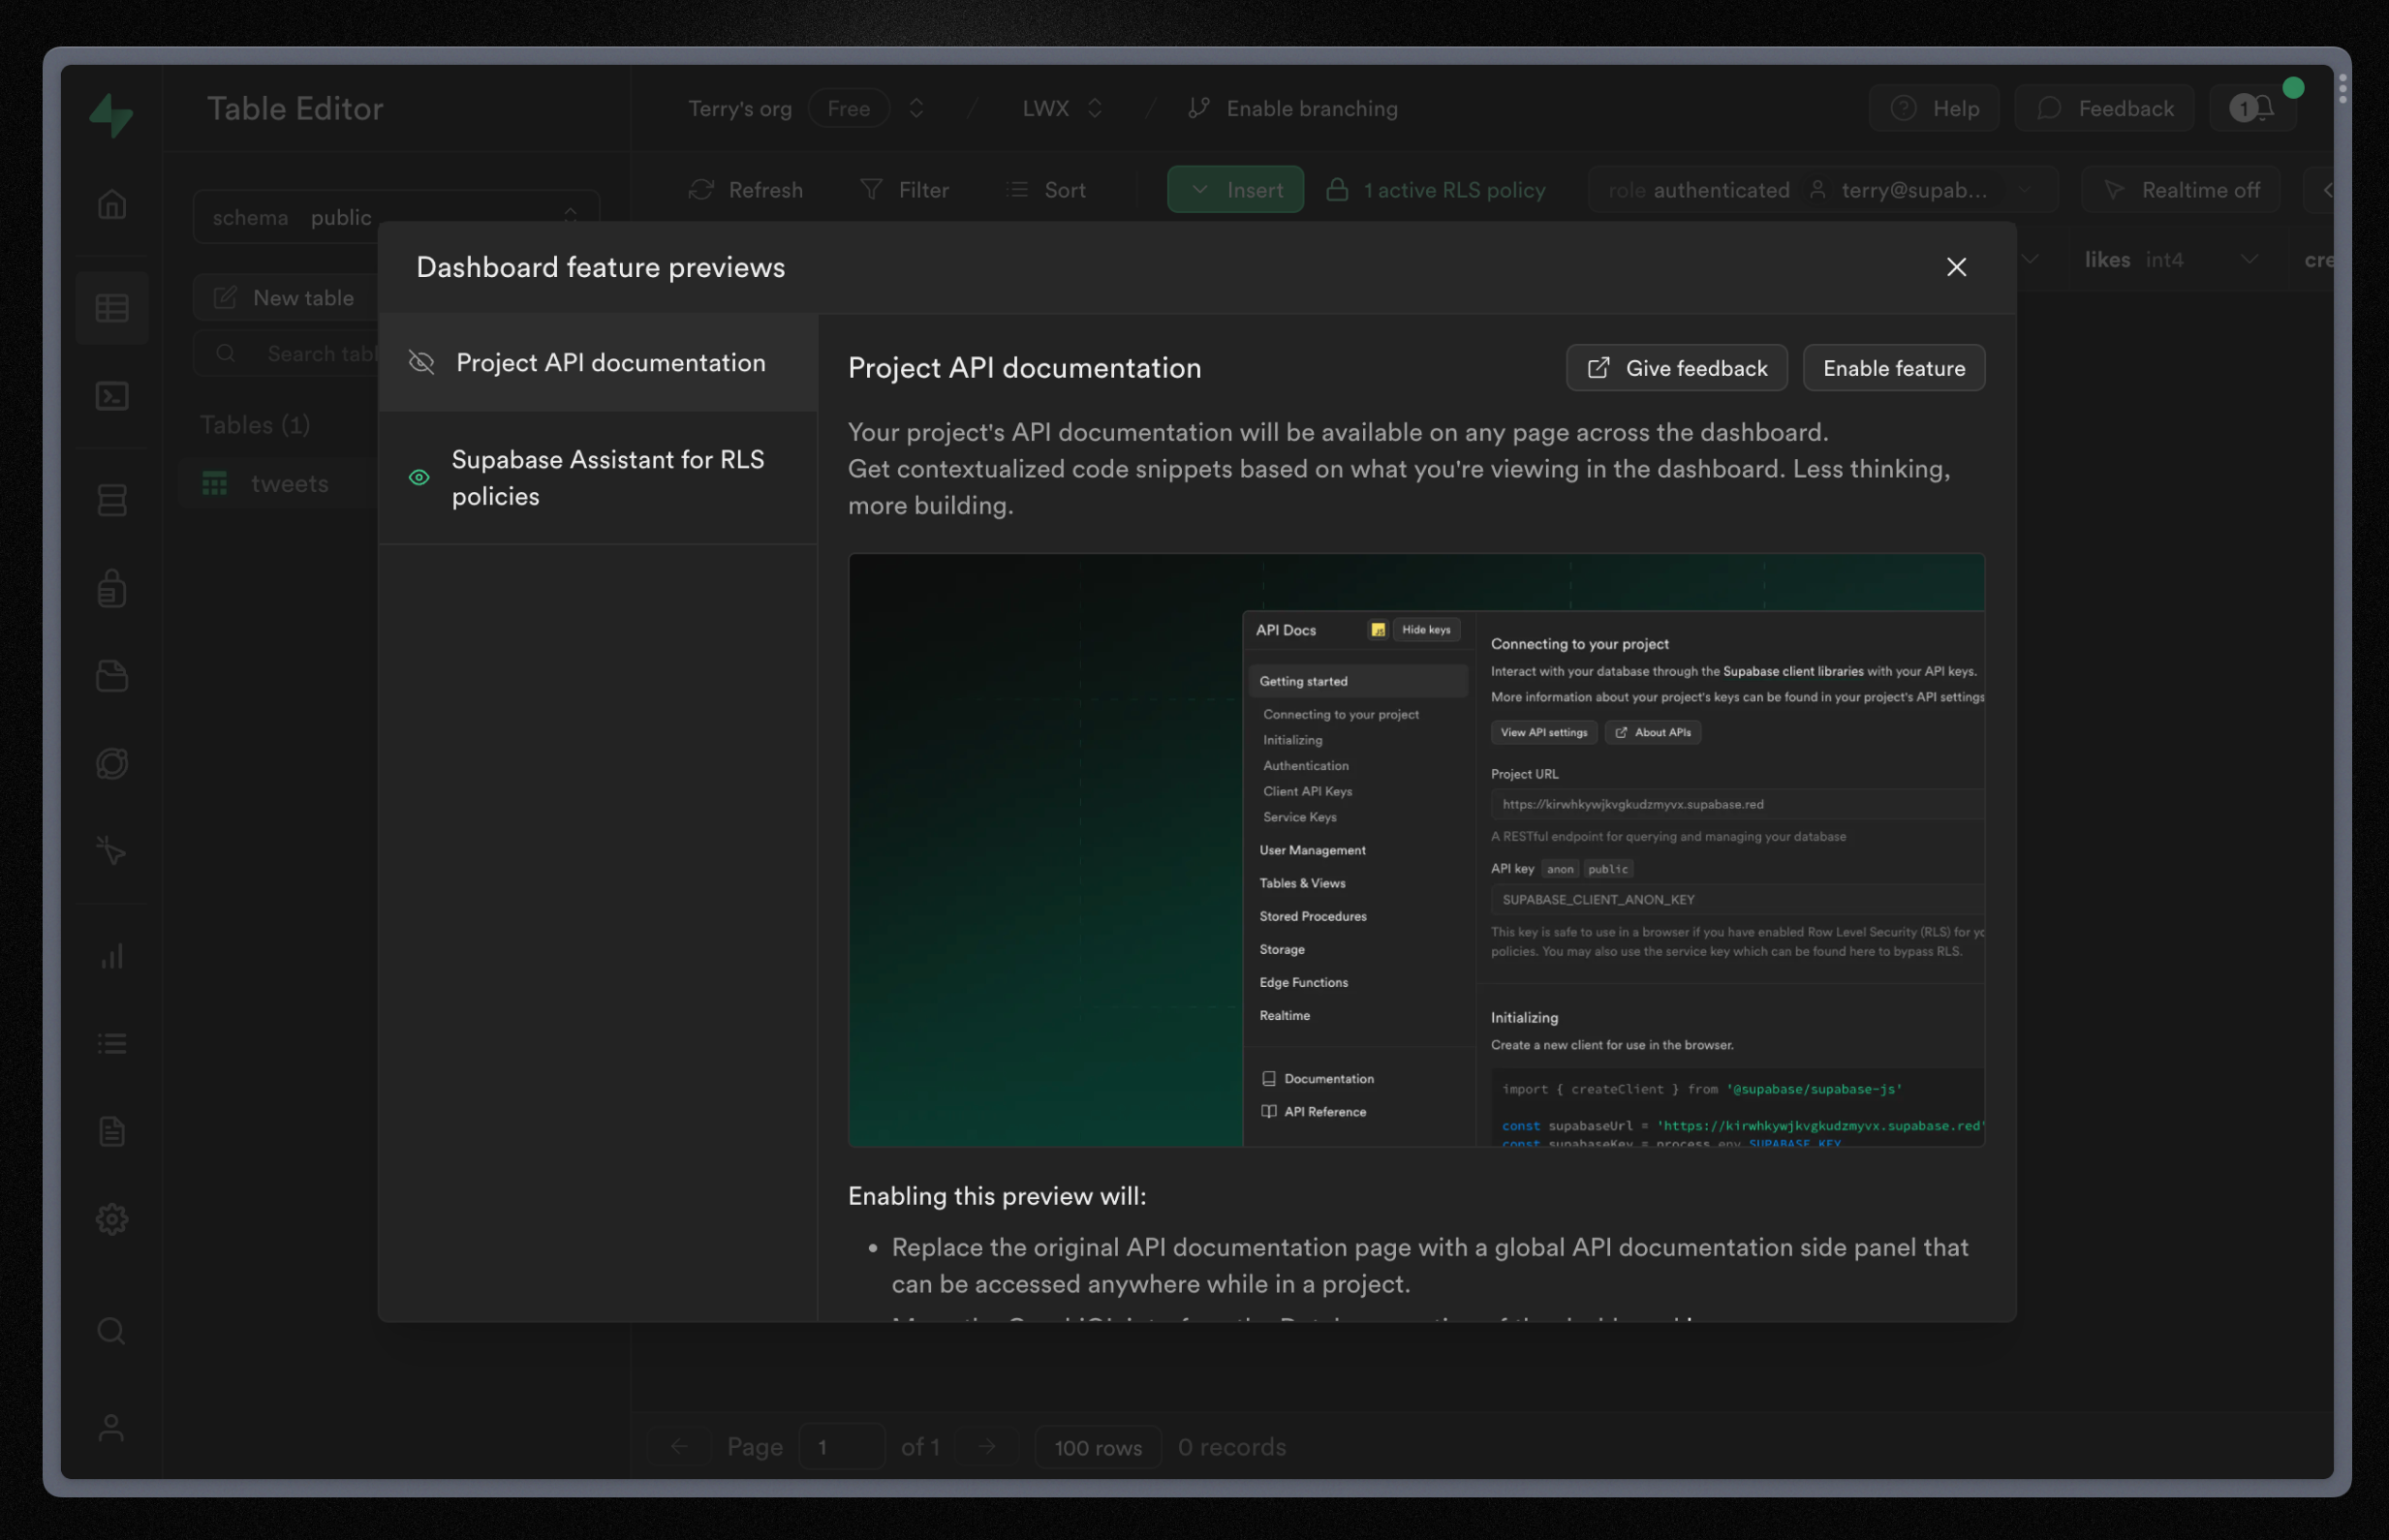 Table Editor
Terry's org Free / LWX / Enable branching
Help
Feedback
1
schema public
Refresh Filter Sort Insert 1 active RLS policy role authenticated terry@supab... Realtime off
likes int4
New table
Tables (1)
tweets
Dashboard feature previews
Project API documentation
Supabase Assistant for RLS
policies
Project API documentation
Give feedback
Enable feature
Your project's API documentation will be available on any page across the dashboard.
Get contextualized code snippets based on what you're viewing in the dashboard. Less thinking,
more building.
API Docs
JS
Hide keys
Getting started
Connecting to your project
Initializing
Authentication
Client API Keys
Service Keys
User Management
Tables & Views
Stored Procedures
Storage
Edge Functions
Realtime
Documentation
API Reference
Connecting to your project
Interact with your database through the Supabase client libraries with your API keys.
More information about your project's keys can be found in your project's API settings
View API settings
About APIs
Project URL
https://kirwhkywjkvgkudzmyvx.supabase.red
A RESTful endpoint for querying and managing your database
API key anon public
SUPABASE_CLIENT_ANON_KEY
This key is safe to use in a browser if you have enabled Row Level Security (RLS) for
policies. You may also use the service key which can be found here to bypass RLS.
Initializing
Create a new client for use in the browser.
import { createClient } from '@supabase/supabase-js'
const supabaseUrl = 'https://kirwhkywjkvgkudzmyvx.supabase.red'
const supabaseKey = process.env.SUPABASE_KEY
Enabling this preview will:
• Replace the original API documentation page with a global API documentation side panel that
can be accessed anywhere while in a project.
Page 1 of 1 100 rows 0 records